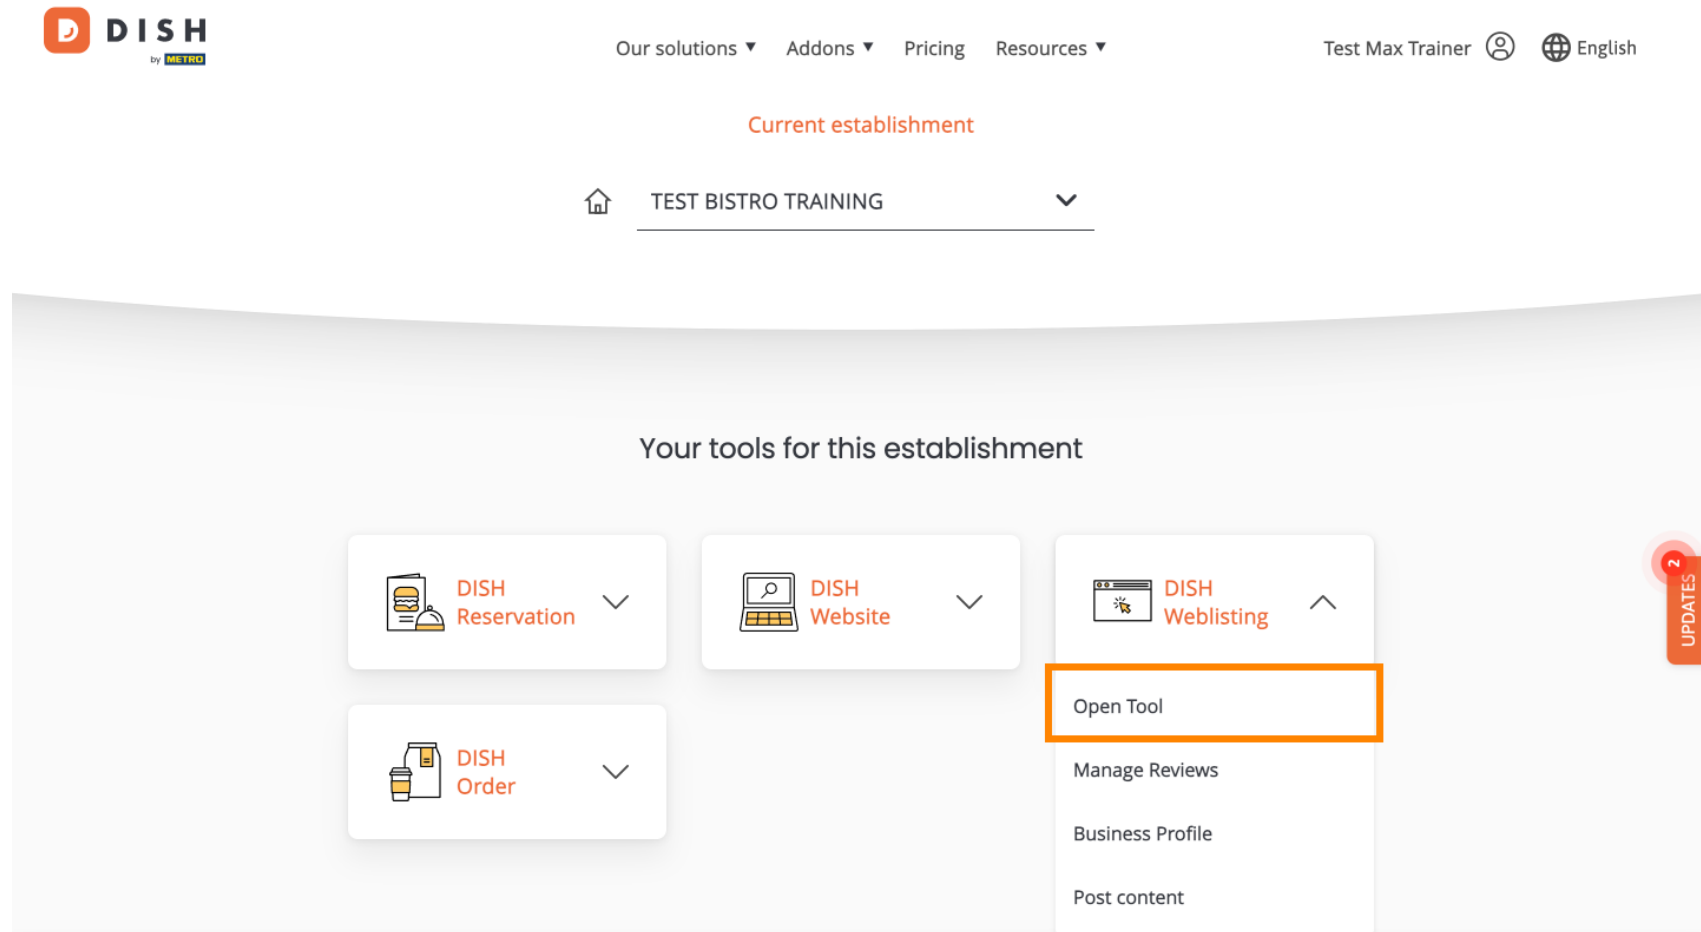 DISH
by METRO
Our solutions ▼ Addons ▼ Pricing Resources ▼ Test Max Trainer English
Current establishment
TEST BISTRO TRAINING
Your tools for this establishment
DISH
Reservation
DISH
Website
DISH
Weblisting
2
UPDATES
Open Tool
DISH
Order
Manage Reviews
Business Profile
Post content